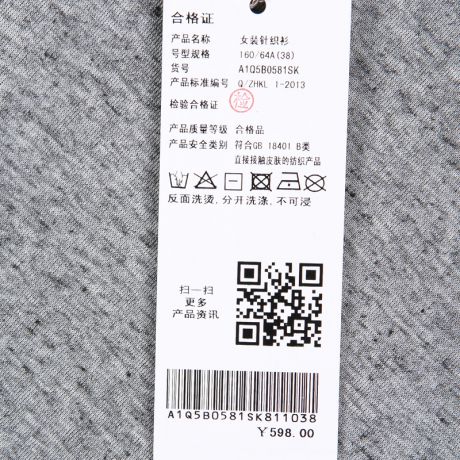 合格证
产品名称 女装针织衫
号型规格 160/64A(38)
货号 A1Q5B0581SK
产品标准编号 Q/ZHKL 1-2013
检验合格证 检
产品质量等级 合格品
产品安全类别 符合GB 18401 B类
直接接触皮肤的纺织产品
反面洗烫,分开洗涤,不可浸
扫一扫
更多
产品资讯
A1Q5B0581SK811038
￥598.00